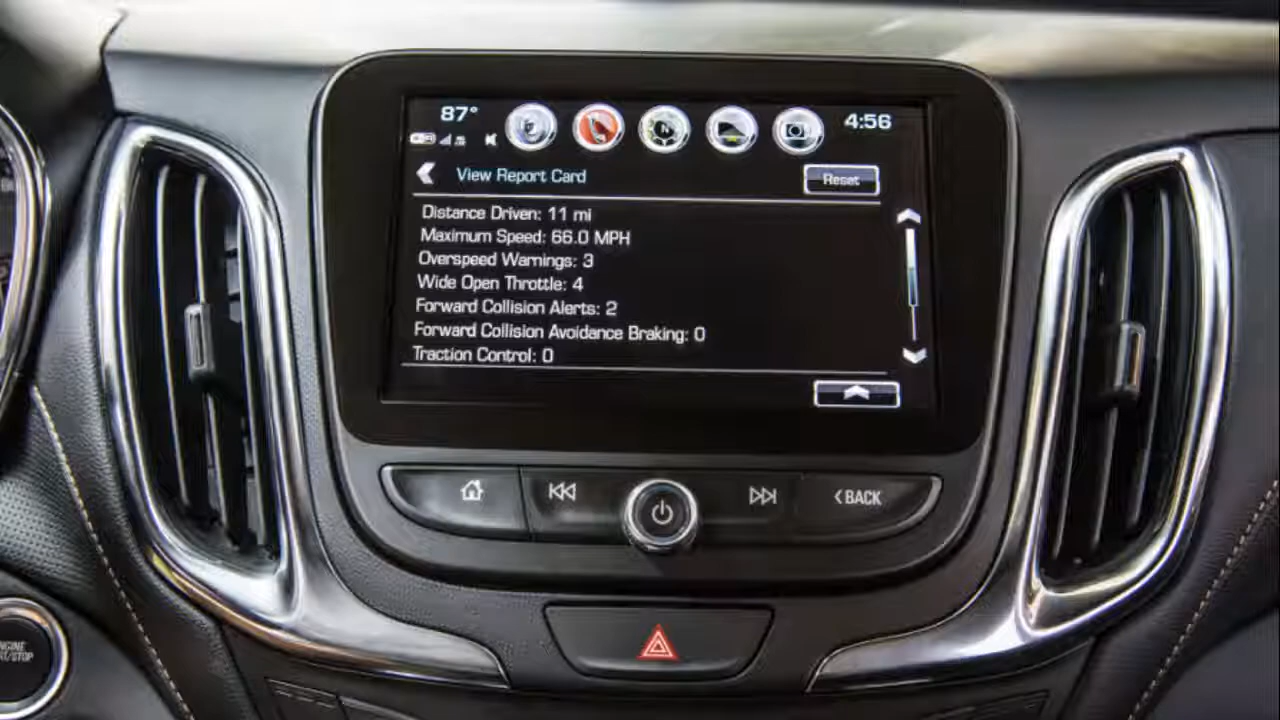 87°
4:56
View Report Card
Reset
Distance Driven: 11 mi
Maximum Speed: 66.0 MPH
Overspeed Warnings: 3
Wide Open Throttle: 4
Forward Collision Alerts: 2
Forward Collision Avoidance Braking: 0
Traction Control: 0
<BACK